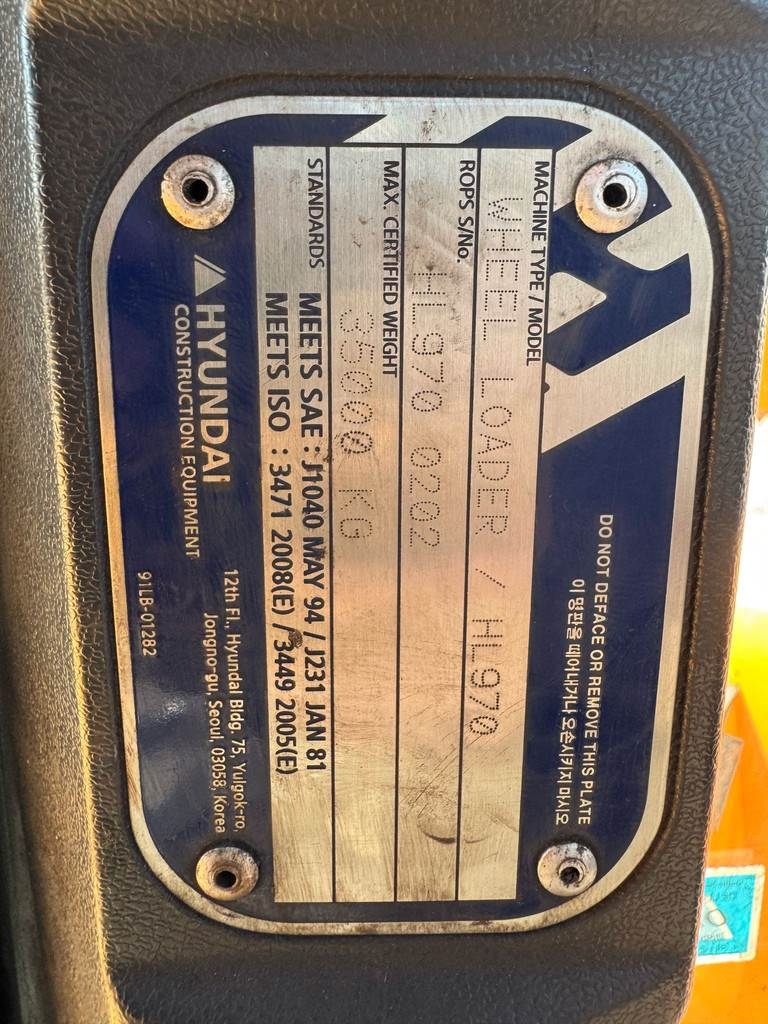 DO NOT DEFACE OR REMOVE THIS PLATE
이 명판을 떼어내거나 오손시키지 마시오
MACHINE TYPE / MODEL
WHEEL LOADER / HL970
ROPS S/No.
HL970 0202
MAX. CERTIFIED WEIGHT
35000 KG
STANDARDS MEETS SAE : J1040 MAY 94 / J231 JAN 81
MEETS ISO : 3471 2008(E) / 3449 2005(E)
HYUNDAI
CONSTRUCTION EQUIPMENT
12th Fl., Hyundai Bldg. 75, Yulgok-ro,
Jongno-gu, Seoul, 03058, Korea
91LB-01282